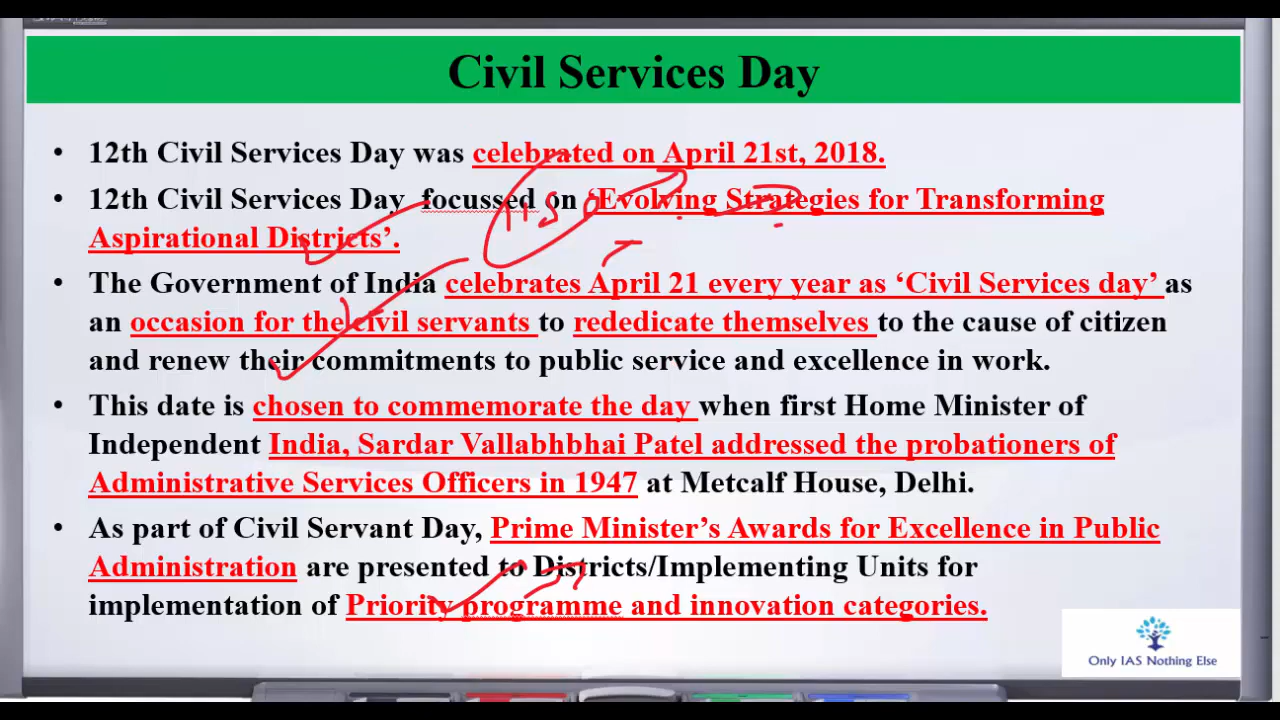 Civil Services Day
• 12th Civil Services Day was celebrated on April 21st, 2018.
• 12th Civil Services Day focussed on ‘Evolving Strategies for Transforming
Aspirational Districts’.
• The Government of India celebrates April 21 every year as ‘Civil Services day’ as
an occasion for the civil servants to rededicate themselves to the cause of citizen
and renew their commitments to public service and excellence in work.
• This date is chosen to commemorate the day when first Home Minister of
Independent India, Sardar Vallabhbhai Patel addressed the probationers of
Administrative Services Officers in 1947 at Metcalf House, Delhi.
• As part of Civil Servant Day, Prime Minister’s Awards for Excellence in Public
Administration are presented to Districts/Implementing Units for
implementation of Priority programme and innovation categories.
Only IAS Nothing Else